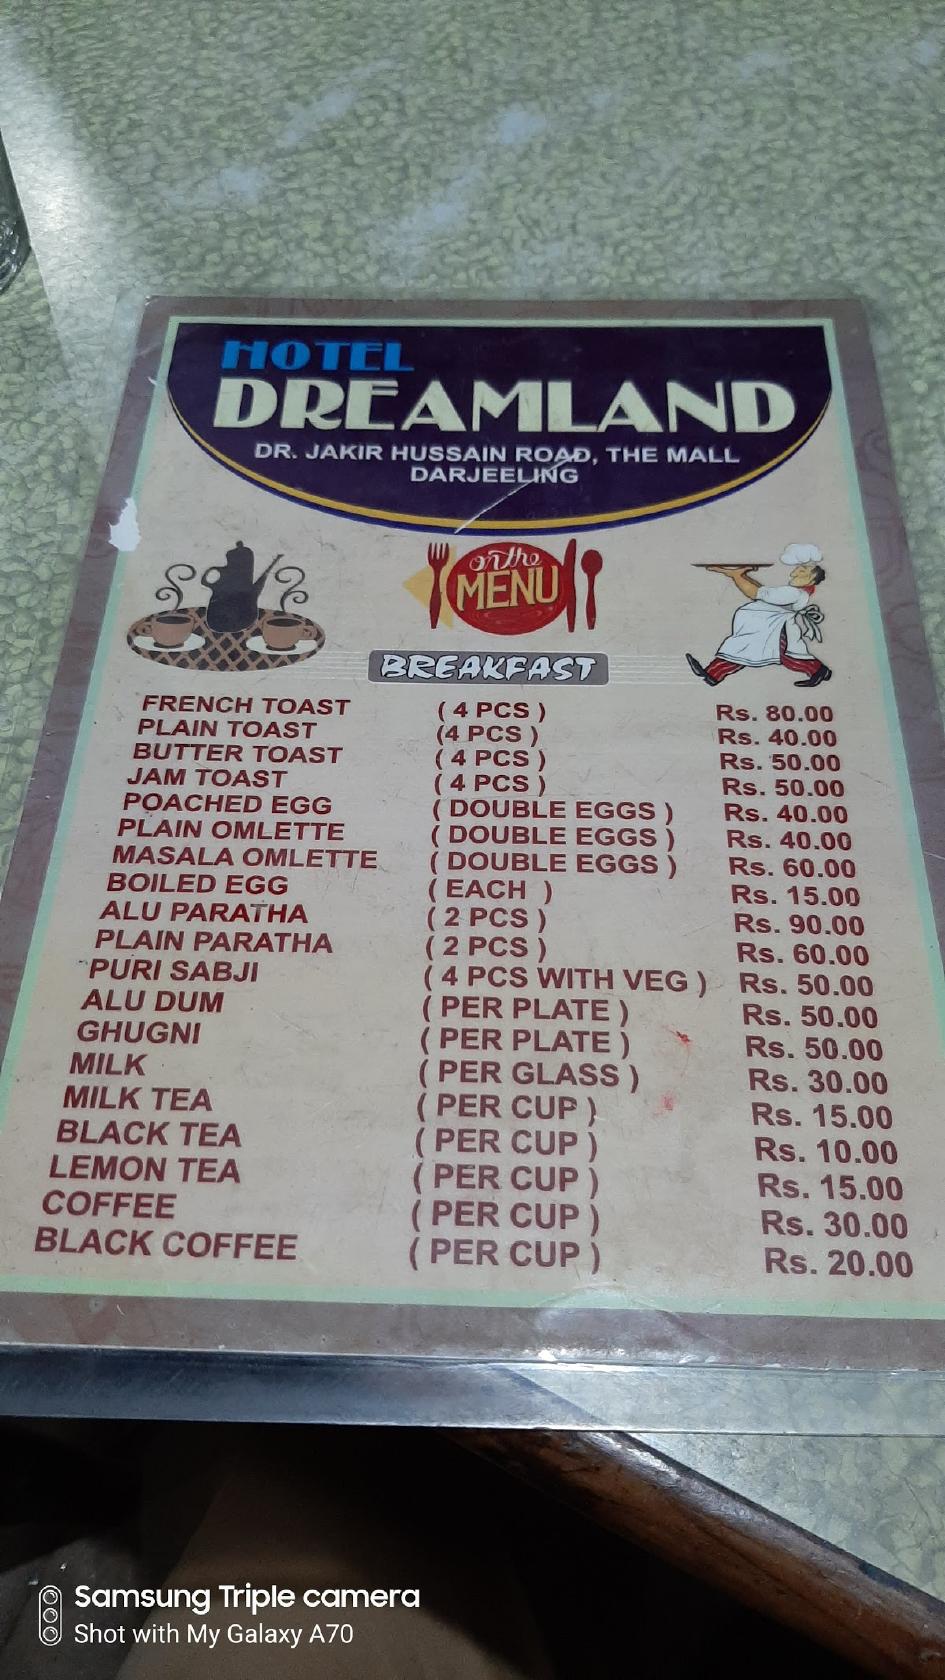 HOTEL
DREAMLAND
DR. JAKIR HUSSAIN ROAD, THE MALL
DARJEELING
on the
MENU
BREAKFAST
FRENCH TOAST ( 4 PCS ) Rs. 80.00
PLAIN TOAST (4 PCS ) Rs. 40.00
BUTTER TOAST ( 4 PCS ) Rs. 50.00
JAM TOAST ( 4 PCS ) Rs. 50.00
POACHED EGG ( DOUBLE EGGS ) Rs. 40.00
PLAIN OMLETTE ( DOUBLE EGGS ) Rs. 40.00
MASALA OMLETTE ( DOUBLE EGGS ) Rs. 60.00
BOILED EGG ( EACH ) Rs. 15.00
ALU PARATHA ( 2 PCS ) Rs. 90.00
PLAIN PARATHA ( 2 PCS ) Rs. 60.00
PURI SABJI ( 4 PCS WITH VEG ) Rs. 50.00
ALU DUM ( PER PLATE ) Rs. 50.00
GHUGNI ( PER PLATE ) Rs. 50.00
MILK ( PER GLASS ) Rs. 30.00
MILK TEA ( PER CUP ) Rs. 15.00
BLACK TEA ( PER CUP ) Rs. 10.00
LEMON TEA ( PER CUP ) Rs. 15.00
COFFEE ( PER CUP ) Rs. 30.00
BLACK COFFEE ( PER CUP ) Rs. 20.00
Samsung Triple camera
Shot with My Galaxy A70